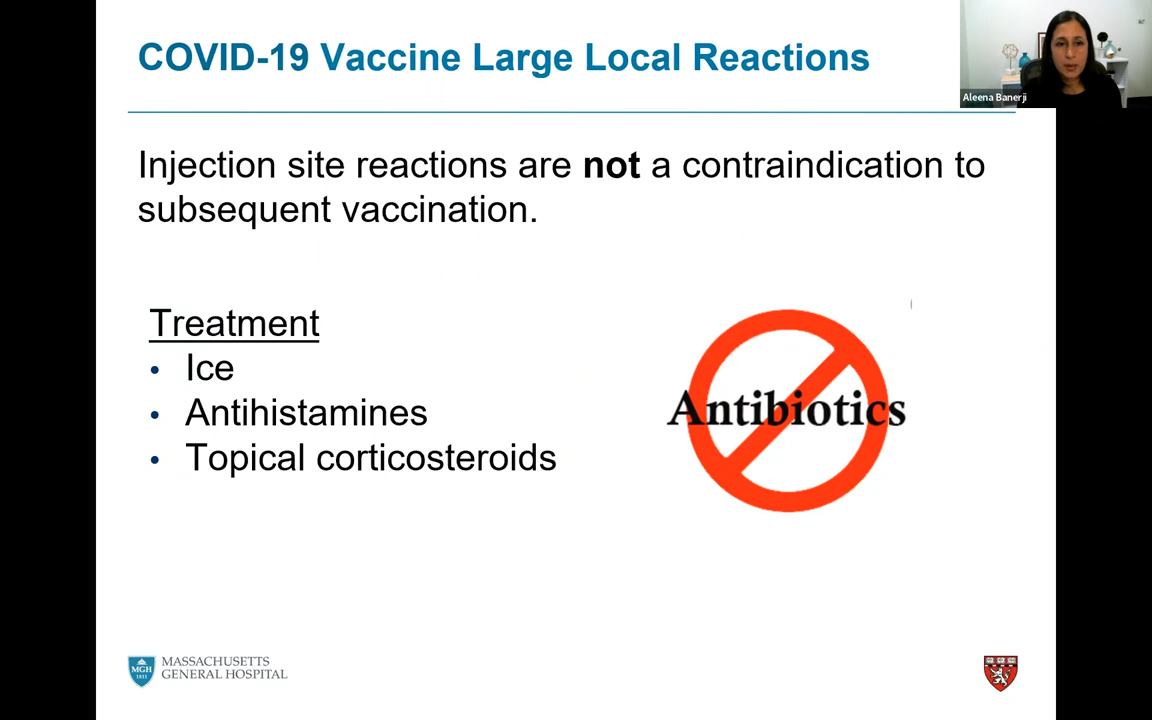 COVID-19 Vaccine Large Local Reactions
Aleena Banerji
Injection site reactions are not a contraindication to
subsequent vaccination.
Treatment
• Ice
• Antihistamines
• Topical corticosteroids
Antibiotics
MGH
1811
MASSACHUSETTS
GENERAL HOSPITAL